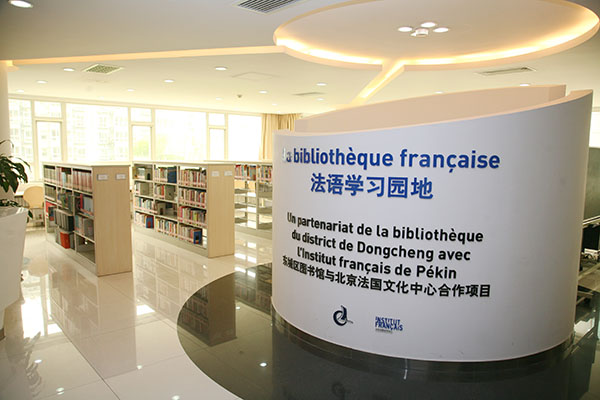 La bibliothèque française
法语学习园地
Un partenariat de la bibliothèque
du district de Dongcheng avec
l'Institut français de Pékin
东城区图书馆与北京法国文化中心合作项目
INSTITUT
FRANÇAIS